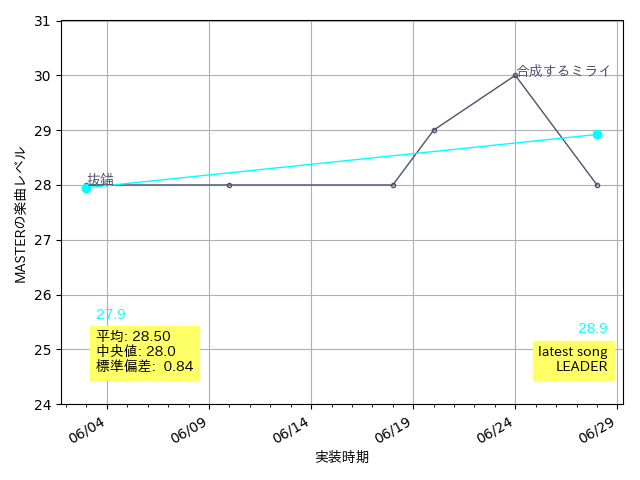 31
30
29
28
27
26
25
24
MASTERの楽曲レベル
抜錨
合成するミライ
27.9
平均: 28.50
中央値: 28.0
標準偏差: 0.84
28.9
latest song
LEADER
06/04
06/09
06/14
06/19
06/24
06/29
実装時期